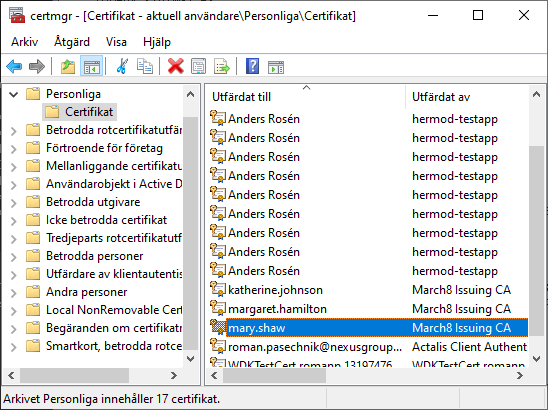 certmgr - [Certifikat - aktuell användare\Personliga\Certifikat]
Arkiv Åtgärd Visa Hjälp
Personliga
Certifikat
Betrodda rotcertifikatutfär
Förtroende för företag
Mellanliggande certifikatu
Användarobjekt i Active D
Betrodda utgivare
Icke betrodda certifikat
Tredjeparts rotcertifikatutf
Betrodda personer
Utfärdare av klientautentis
Andra personer
Local NonRemovable Cert
Begäranden om certifikatr
Smartkort, betrodda rotce
Utfärdat till Utfärdat av
Anders Rosén hermod-testapp
Anders Rosén hermod-testapp
Anders Rosén hermod-testapp
Anders Rosén hermod-testapp
Anders Rosén hermod-testapp
Anders Rosén hermod-testapp
Anders Rosén hermod-testapp
Anders Rosén hermod-testapp
Anders Rosén hermod-testapp
katherine.johnson March8 Issuing CA
margaret.hamilton March8 Issuing CA
mary.shaw March8 Issuing CA
roman.pasechnik@nexusgroup... Actalis Client Authent
WDKTestCert romann,13197476... WDKTestCert romann
Arkivet Personliga innehåller 17 certifikat.